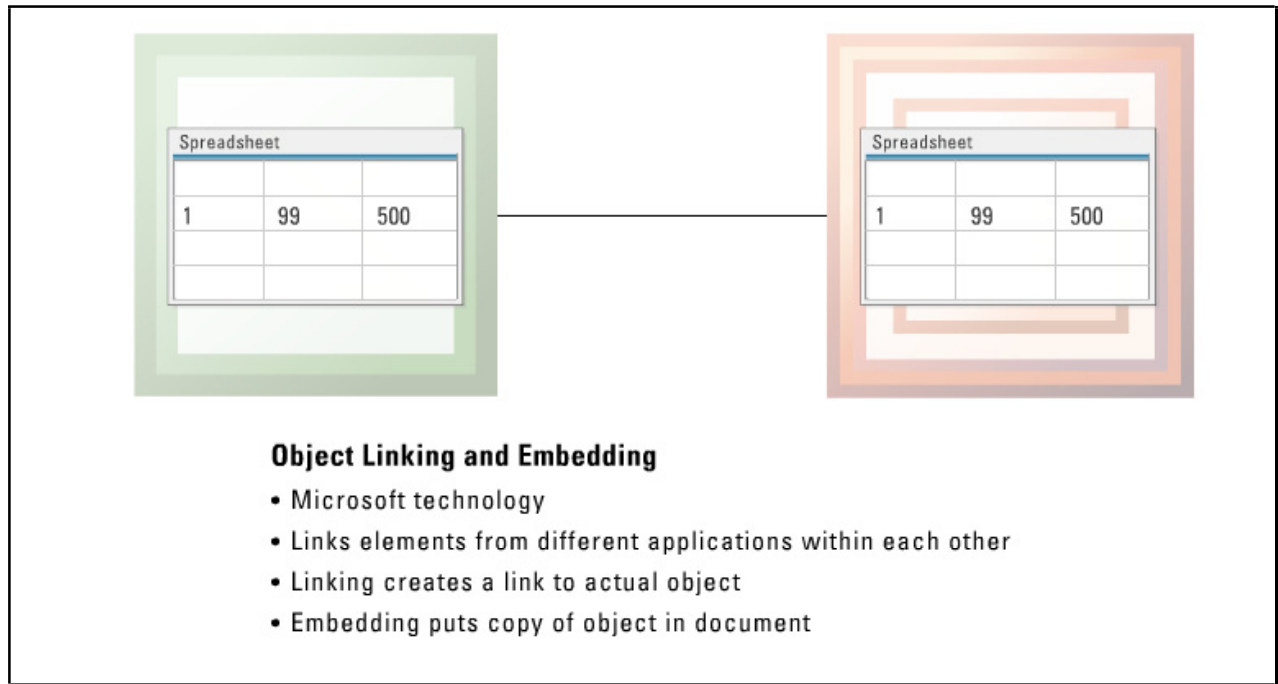 Spreadsheet
1 99 500
Spreadsheet
1 99 500
Object Linking and Embedding
• Microsoft technology
• Links elements from different applications within each other
• Linking creates a link to actual object
• Embedding puts copy of object in document